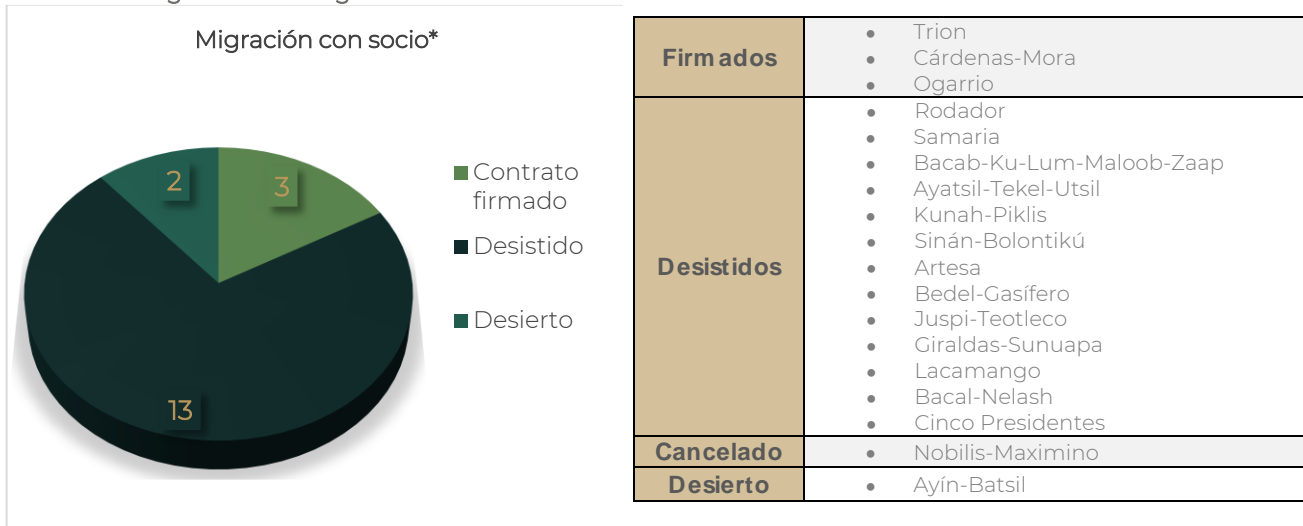 Migración con socio*
2
3
13
Contrato
firmado
Desistido
Desierto
Firmados
• Trion
• Cárdenas-Mora
• Ogarrio
Desistidos
• Rodador
• Samaria
• Bacab-Ku-Lum-Maloob-Zaap
• Ayatsil-Tekel-Utsil
• Kunah-Piklis
• Sinán-Bolontikú
• Artesa
• Bedel-Gasífero
• Juspi-Teotleco
• Giraldas-Sunuapa
• Lacamango
• Bacal-Nelash
• Cinco Presidentes
Cancelado
• Nobilis-Maximino
Desierto
• Ayín-Batsil